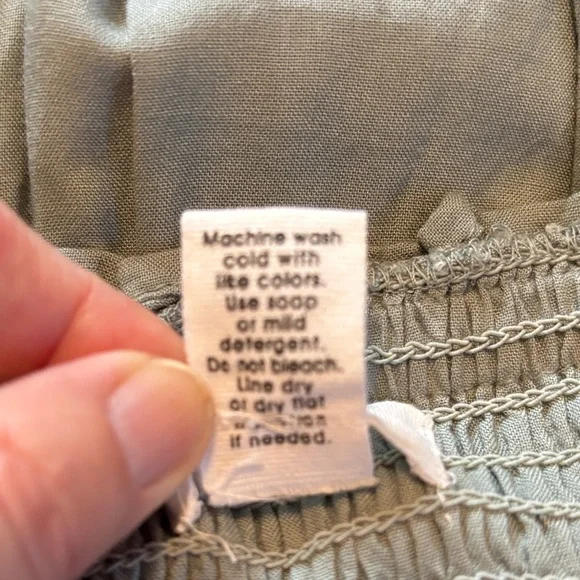 Machine wash
cold with
like colors.
Use soap
or mild
detergent.
Do not bleach.
Line dry
or dry flat
if needed.